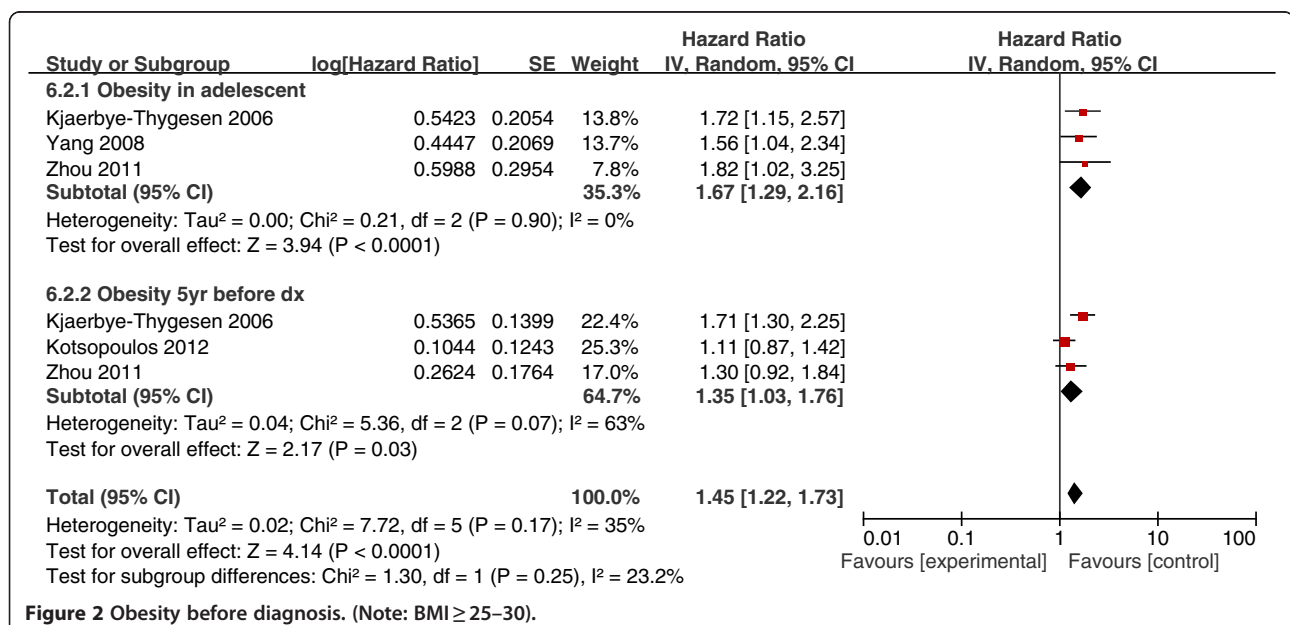 Hazard Ratio Hazard Ratio
Study or Subgroup log[Hazard Ratio] SE Weight IV, Random, 95% CI IV, Random, 95% CI
6.2.1 Obesity in adelescent
Kjaerbye-Thygesen 2006 0.5423 0.2054 13.8% 1.72 [1.15, 2.57]
Yang 2008 0.4447 0.2069 13.7% 1.56 [1.04, 2.34]
Zhou 2011 0.5988 0.2954 7.8% 1.82 [1.02, 3.25]
Subtotal (95% CI) 35.3% 1.67 [1.29, 2.16]
Heterogeneity: Tau² = 0.00; Chi² = 0.21, df = 2 (P = 0.90); I² = 0%
Test for overall effect: Z = 3.94 (P < 0.0001)
6.2.2 Obesity 5yr before dx
Kjaerbye-Thygesen 2006 0.5365 0.1399 22.4% 1.71 [1.30, 2.25]
Kotsopoulos 2012 0.1044 0.1243 25.3% 1.11 [0.87, 1.42]
Zhou 2011 0.2624 0.1764 17.0% 1.30 [0.92, 1.84]
Subtotal (95% CI) 64.7% 1.35 [1.03, 1.76]
Heterogeneity: Tau² = 0.04; Chi² = 5.36, df = 2 (P = 0.07); I² = 63%
Test for overall effect: Z = 2.17 (P = 0.03)
Total (95% CI) 100.0% 1.45 [1.22, 1.73]
Heterogeneity: Tau² = 0.02; Chi² = 7.72, df = 5 (P = 0.17); I² = 35%
Test for overall effect: Z = 4.14 (P < 0.0001)
Test for subgroup differences: Chi² = 1.30, df = 1 (P = 0.25), I² = 23.2%
0.01 0.1 1 10 100
Favours [experimental] Favours [control]
Figure 2 Obesity before diagnosis. (Note: BMI ≥ 25–30).